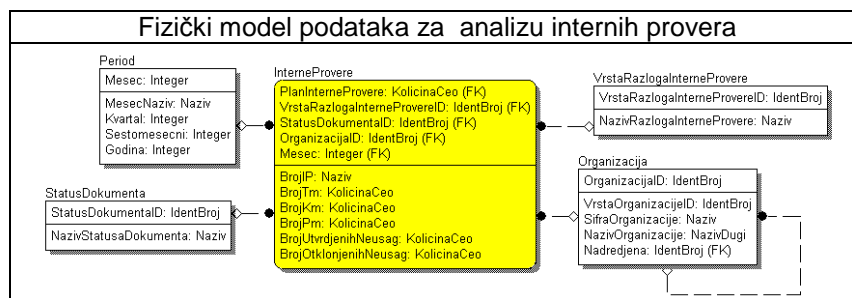 Fizički model podataka za analizu internih provera
Period
Mesec: Integer
MesecNaziv: Naziv
Kvartal: Integer
Sestomesecni: Integer
Godina: Integer
StatusDokumenta
StatusDokumentaID: IdentBroj
NazivStatusaDokumenta: Naziv
InterneProvere
PlanInterneProvere: KolicinaCeo (FK)
VrstaRazlogaInterneProvereID: IdentBroj (FK)
StatusDokumentaID: IdentBroj (FK)
OrganizacijaID: IdentBroj (FK)
Mesec: Integer (FK)
BrojIP: Naziv
BrojTm: KolicinaCeo
BrojKm: KolicinaCeo
BrojPm: KolicinaCeo
BrojUtvrdjenihNeusag: KolicinaCeo
BrojOtklonjenihNeusag: KolicinaCeo
VrstaRazlogaInterneProvere
VrstaRazlogaInterneProvereID: IdentBroj
NazivRazlogaInterneProvere: Naziv
Organizacija
OrganizacijaID: IdentBroj
VrstaOrganizacijeID: IdentBroj
SifraOrganizacije: Naziv
NazivOrganizacije: NazivDugi
Nadredjena: IdentBroj (FK)